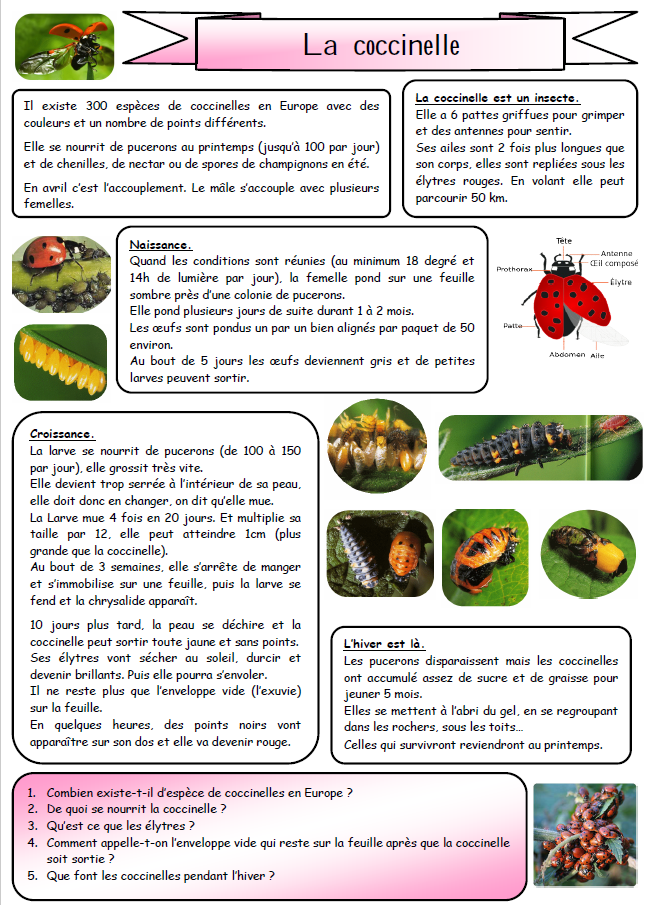 La coccinelle
Il existe 300 espèces de coccinelles en Europe avec des
couleurs et un nombre de points différents.
Elle se nourrit de pucerons au printemps (jusqu'à 100 par jour)
et de chenilles, de nectar ou de spores de champignons en été.
En avril c'est l'accouplement. Le mâle s'accouple avec plusieurs
femelles.
La coccinelle est un insecte.
Elle a 6 pattes griffues pour grimper
et des antennes pour sentir.
Ses ailes sont 2 fois plus longues que
son corps, elles sont repliées sous les
élytres rouges. En volant elle peut
parcourir 50 km.
Naissance.
Quand les conditions sont réunies (au minimum 18 degré et
14h de lumière par jour), la femelle pond sur une feuille
sombre près d'une colonie de pucerons.
Elle pond plusieurs jours de suite durant 1 à 2 mois.
Les œufs sont pondus un par un bien alignés par paquet de 50
environ.
Au bout de 5 jours les œufs deviennent gris et de petites
larves peuvent sortir.
Tête
Antenne
Œil composé
Prothorax
Élytre
Patte
Abdomen
Aile
Croissance.
La larve se nourrit de pucerons (de 100 à 150
par jour), elle grossit très vite.
Elle devient trop serrée à l'intérieur de sa peau,
elle doit donc en changer, on dit qu'elle mue.
La Larve mue 4 fois en 20 jours. Et multiplie sa
taille par 12, elle peut atteindre 1cm (plus
grande que la coccinelle).
Au bout de 3 semaines, elle s'arrête de manger
et s'immobilise sur une feuille, puis la larve se
fend et la chrysalide apparaît.
10 jours plus tard, la peau se déchire et la
coccinelle peut sortir toute jaune et sans points.
Ses élytres vont sécher au soleil, durcir et
devenir brillants. Puis elle pourra s'envoler.
Il ne reste plus que l'enveloppe vide (l'exuvie)
sur la feuille.
En quelques heures, des points noirs vont
apparaître sur son dos et elle va devenir rouge.
L'hiver est là.
Les pucerons disparaissent mais les coccinelles
ont accumulé assez de sucre et de graisse pour
jeuner 5 mois.
Elles se mettent à l'abri du gel, en se regroupant
dans les rochers, sous les toits…
Celles qui survivront reviendront au printemps.
1. Combien existe-t-il d'espèce de coccinelles en Europe ?
2. De quoi se nourrit la coccinelle ?
3. Qu'est ce que les élytres ?
4. Comment appelle-t-on l'enveloppe vide qui reste sur la feuille après que la coccinelle
soit sortie ?
5. Que font les coccinelles pendant l'hiver ?